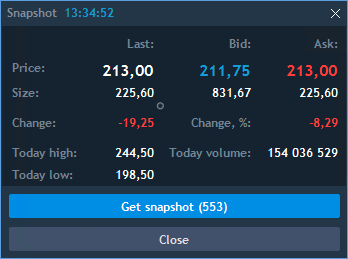 Snapshot 13:34:52
Last: Bid: Ask:
Price: 213,00 211,75 213,00
Size: 225,60 831,67 225,60
Change: -19,25 Change, %: -8,29
Today high: 244,50 Today volume: 154 036 529
Today low: 198,50
Get snapshot (553)
Close